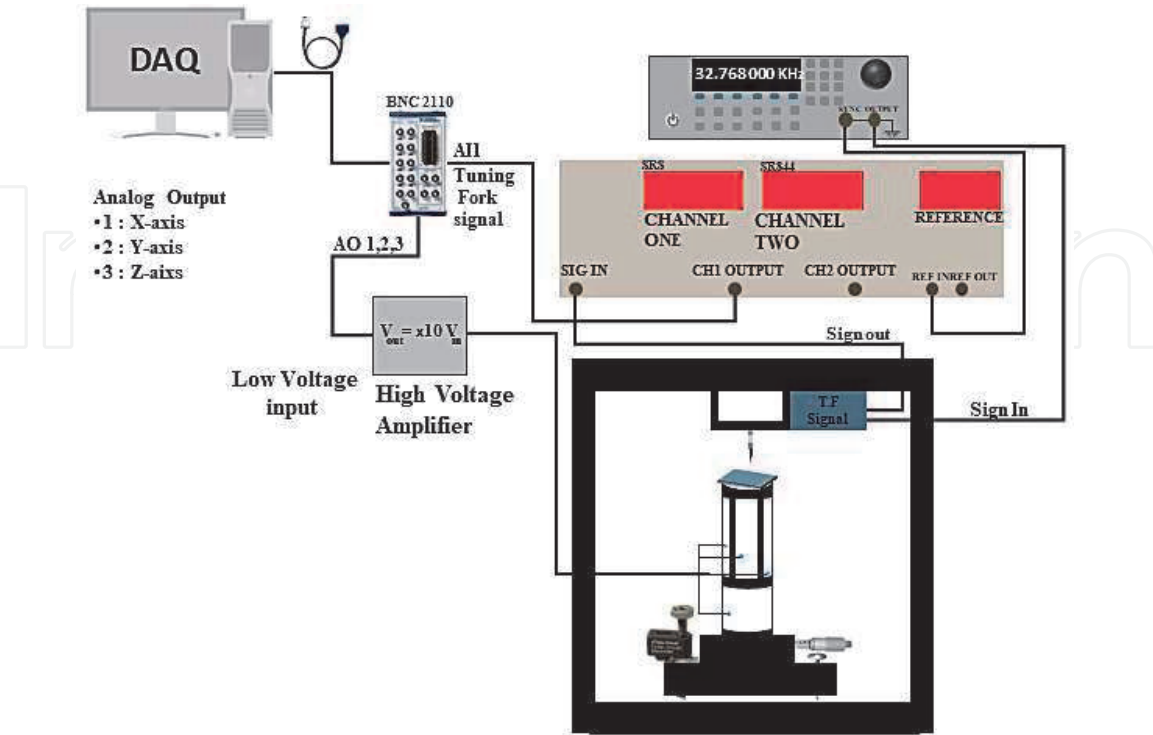 DAQ
BNC 2110
32.768000 KHz
SYNC OUTPUT
AI1
Tuning
Fork
signal
Analog Output
•1 : X-axis
•2 : Y-axis
•3 : Z-aixs
AO 1,2,3
SRS
SR844
CHANNEL
ONE
CHANNEL
TWO
REFERENCE
SIG IN
CH1 OUTPUT
CH2 OUTPUT
REF IN
REF OUT
Vout = x10 Vin
Low Voltage
input
High Voltage
Amplifier
Sign out
T.F
Signal
Sign In